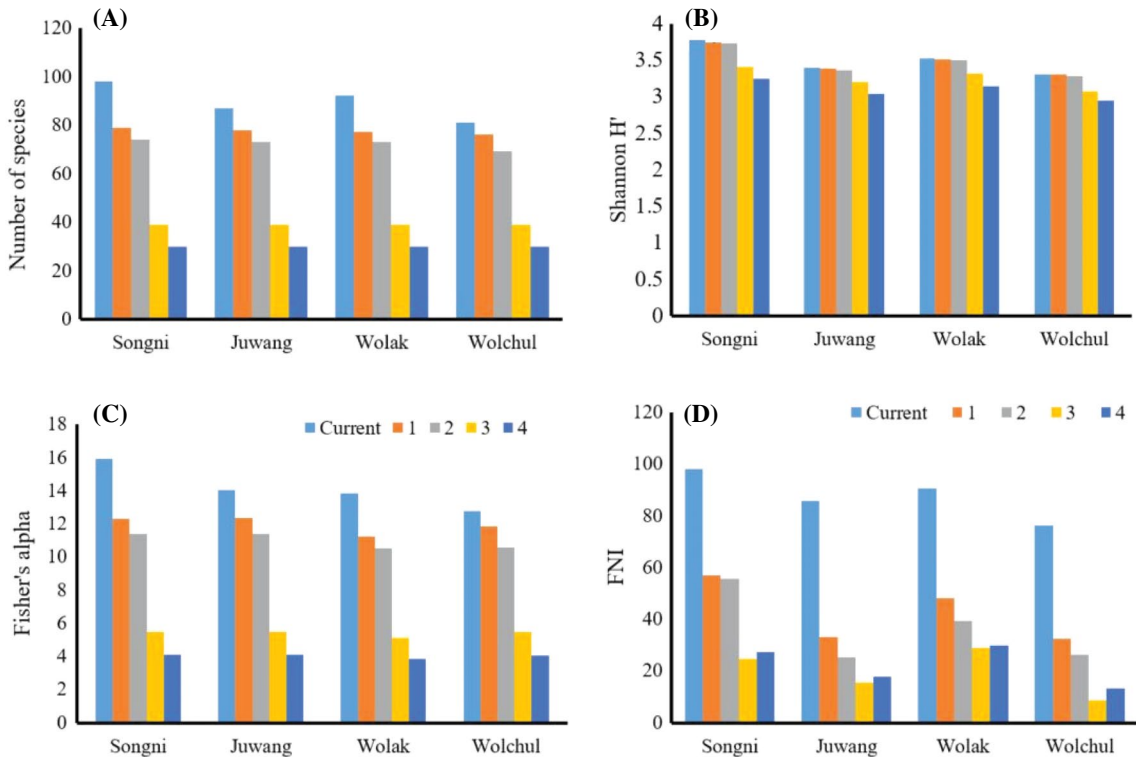 (A)
120
100
80
60
40
20
0
Number of species
Songni Juwang Wolak Wolchul
(B)
4
3.5
3
2.5
2
1.5
1
0.5
0
Shannon H'
Songni Juwang Wolak Wolchul
(C)
18
16
14
12
10
8
6
4
2
0
Fisher's alpha
Current 1 2 3 4
Songni Juwang Wolak Wolchul
(D)
120
100
80
60
40
20
0
FNI
Current 1 2 3 4
Songni Juwang Wolak Wolchul